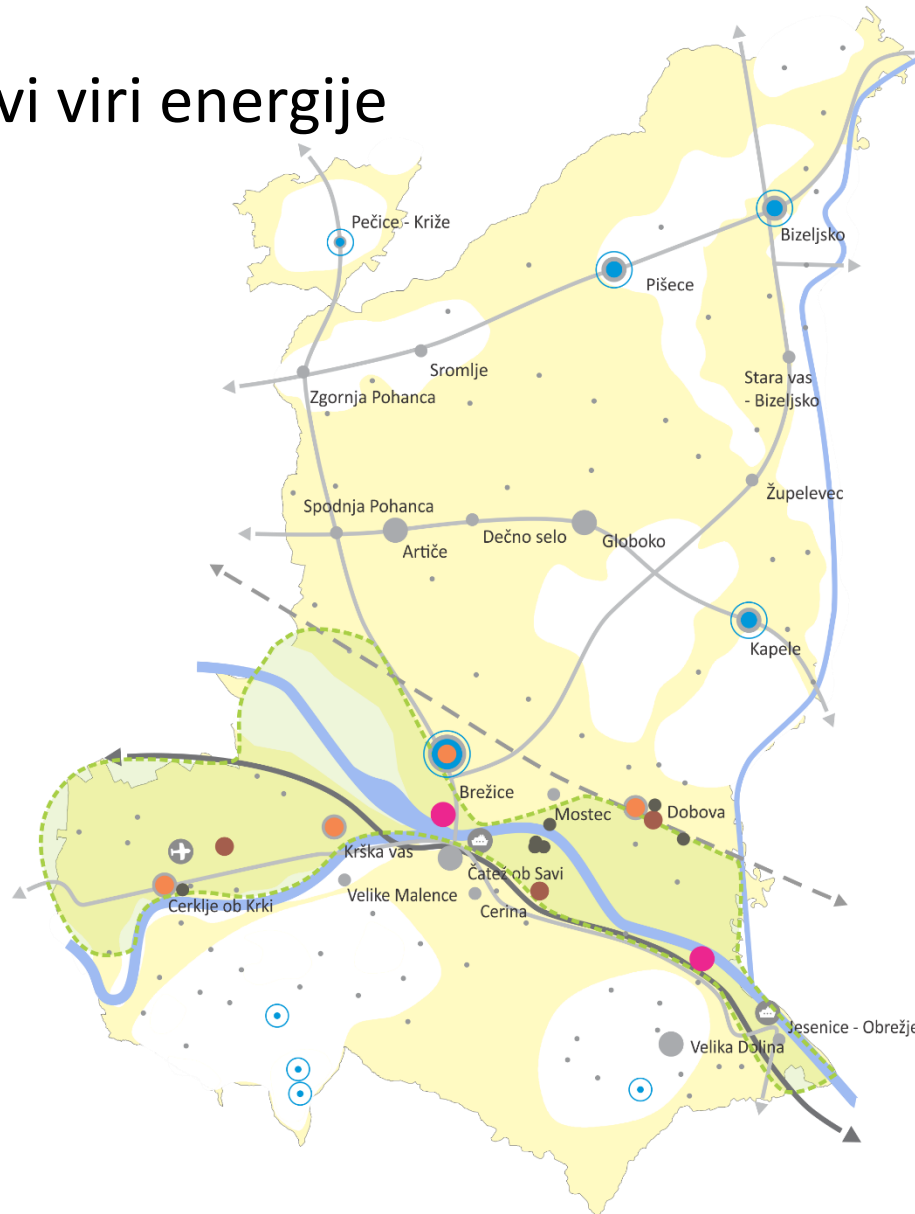 vi viri energije
Pečice - Križe
Bizeljsko
Pišece
Sromlje
Zgornja Pohanca
Stara vas
- Bizeljsko
Župelevec
Spodnja Pohanca
Artiče
Dečno selo
Globoko
Kapele
Brežice
Mostec
Dobova
Krška vas
Čatež ob Savi
Velike Malence
Cerina
Cerklje ob Krki
Jesenice - Obrežje
Velika Dolina